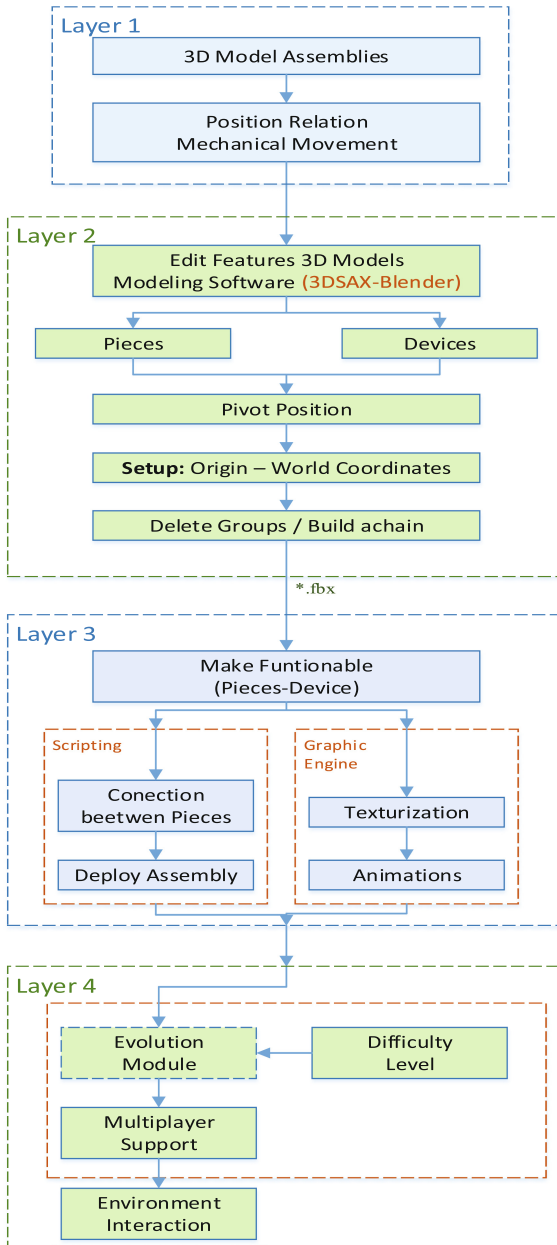 Layer 1
3D Model Assemblies
Position Relation
Mechanical Movement
Layer 2
Edit Features 3D Models
Modeling Software (3DSAX-Blender)
Pieces
Devices
Pivot Position
Setup: Origin – World Coordinates
Delete Groups / Build achain
*.fbx
Layer 3
Make Funtionable
(Pieces-Device)
Scripting
Conection
beetwen Pieces
Deploy Assembly
Graphic
Engine
Texturization
Animations
Layer 4
Evolution
Module
Difficulty
Level
Multiplayer
Support
Environment
Interaction